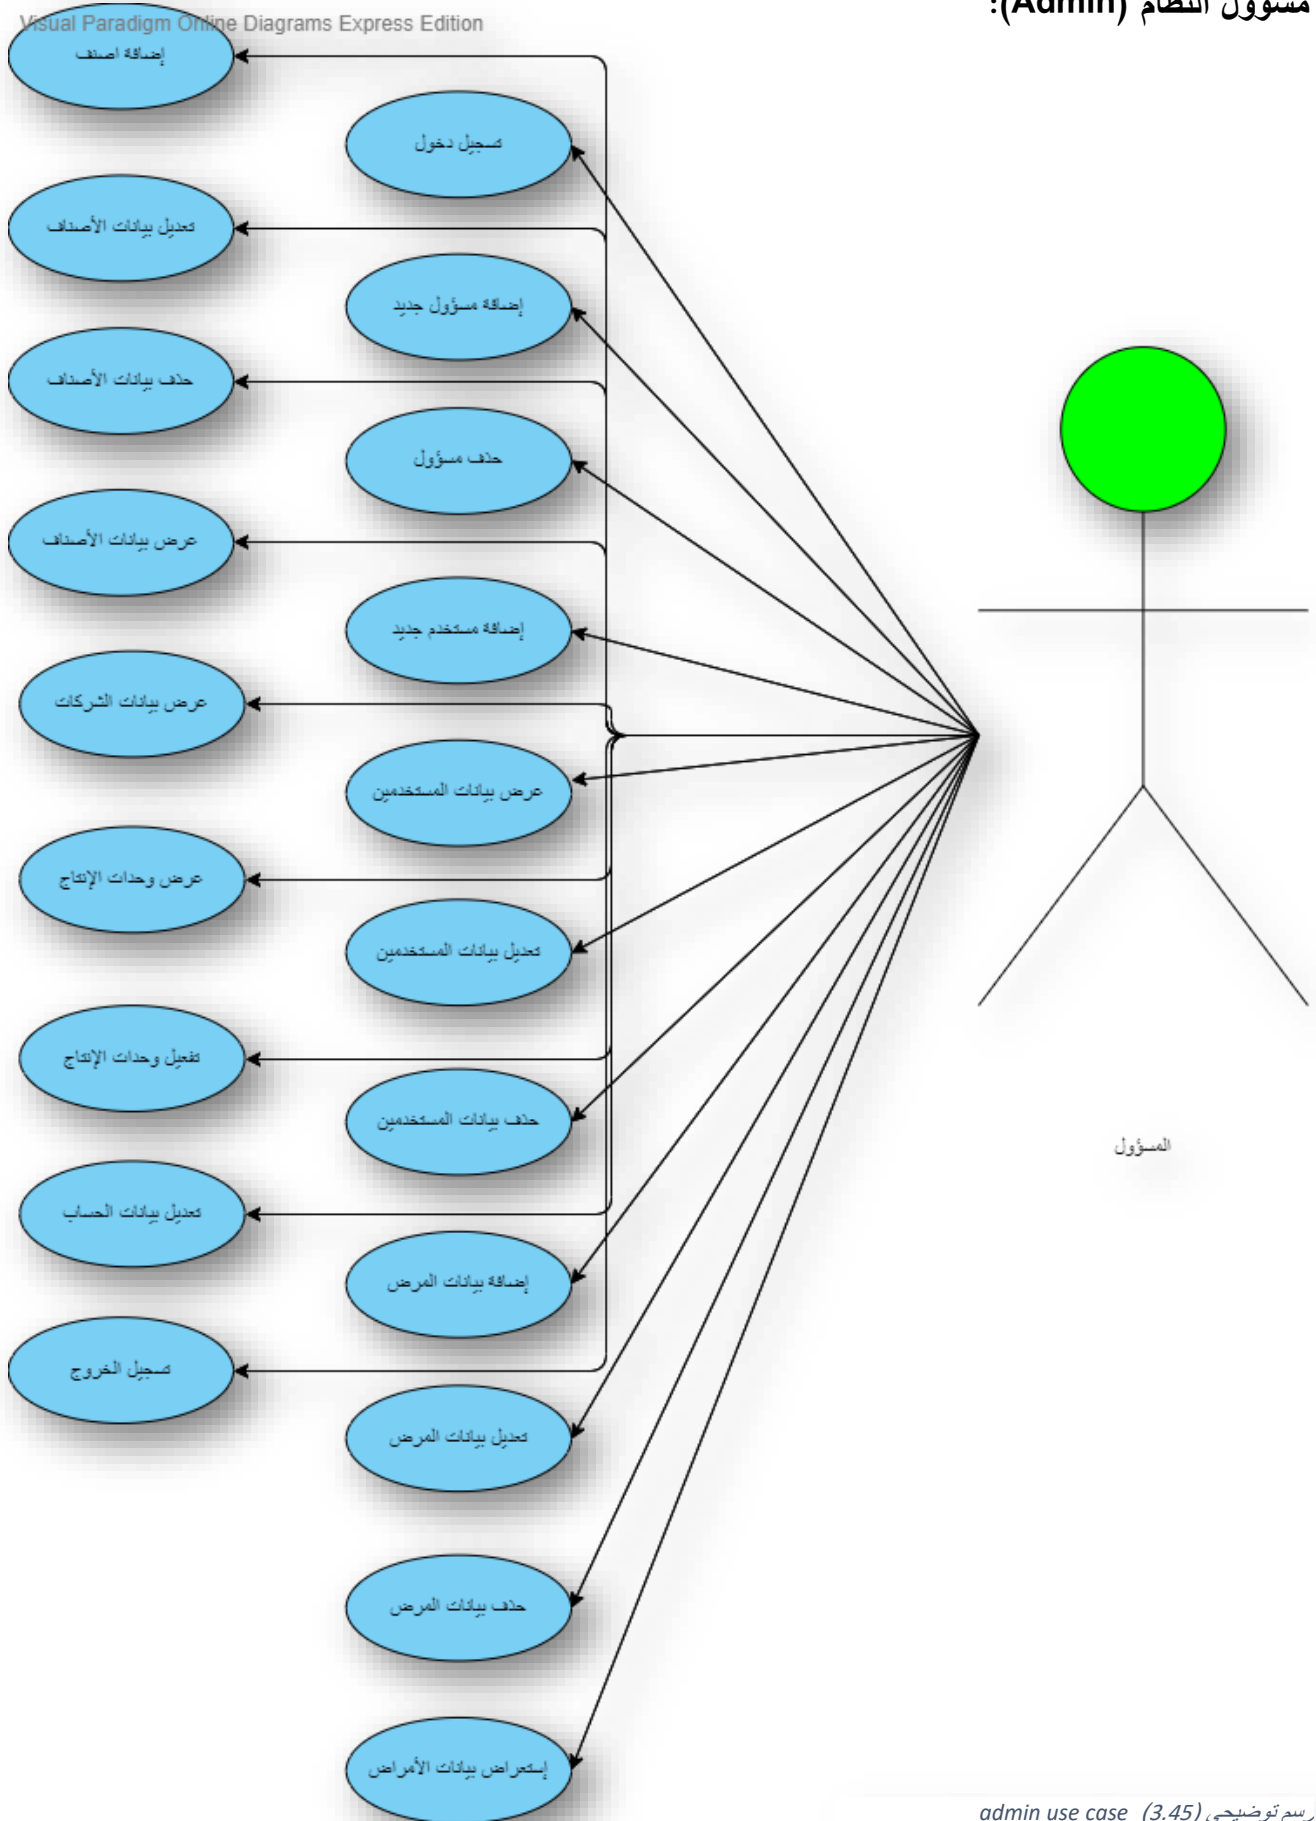 مسؤول النظام (Admin):
Visual Paradigm Online Diagrams Express Edition
إضافة اصنف
تسجيل دخول
تعديل بيانات الأصناف
إضافة مسؤول جديد
حذف بيانات الأصناف
حذف مسؤول
عرض بيانات الأصناف
إضافة مستخدم جديد
عرض بيانات الشركات
عرض بيانات المستخدمين
عرض وحدات الإنتاج
تعديل بيانات المستخدمين
تفعيل وحدات الإنتاج
حذف بيانات المستخدمين
المسؤول
تعديل بيانات الحساب
إضافة بيانات المرض
تسجيل الخروج
تعديل بيانات المرض
حذف بيانات المرض
إستعراض بيانات الأمراض
رسم توضيحي (3.45) admin use case